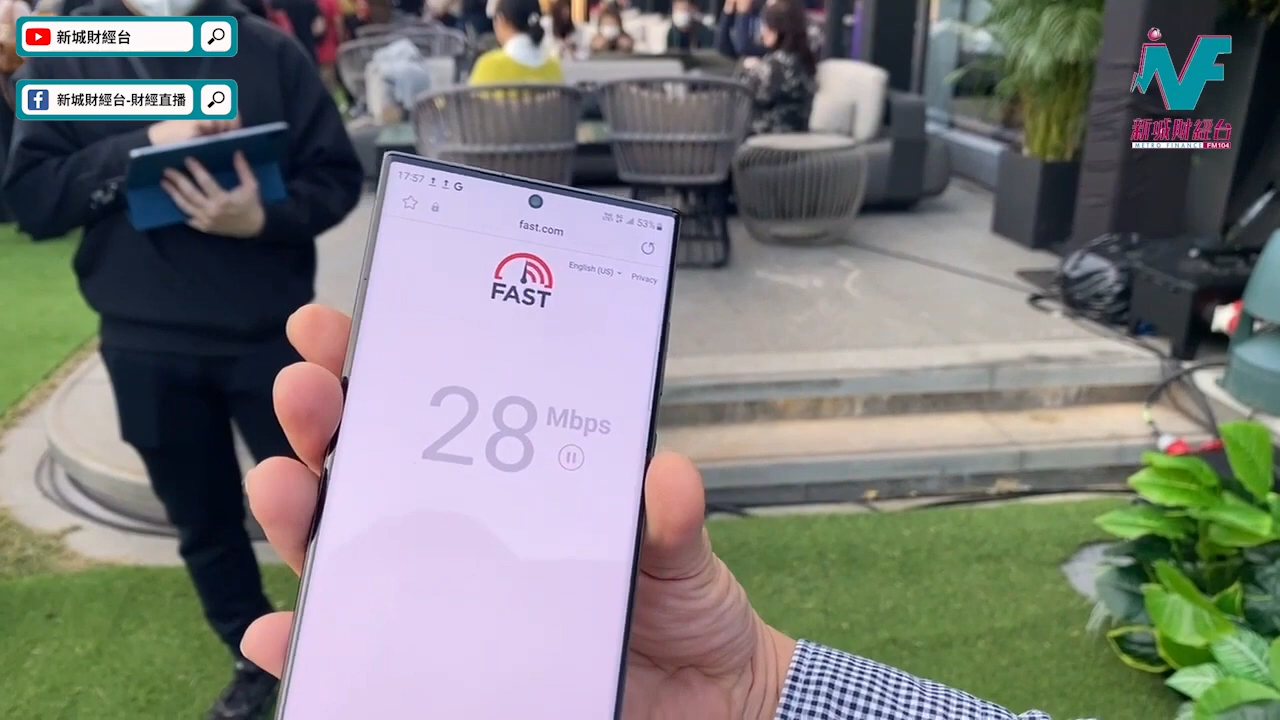 新城財經台
新城財經台-財經直播
NF
新城財經台
METRO FINANCE FM104
17:57
G
53%
fast.com
English (US)
Privacy
FAST
28 Mbps